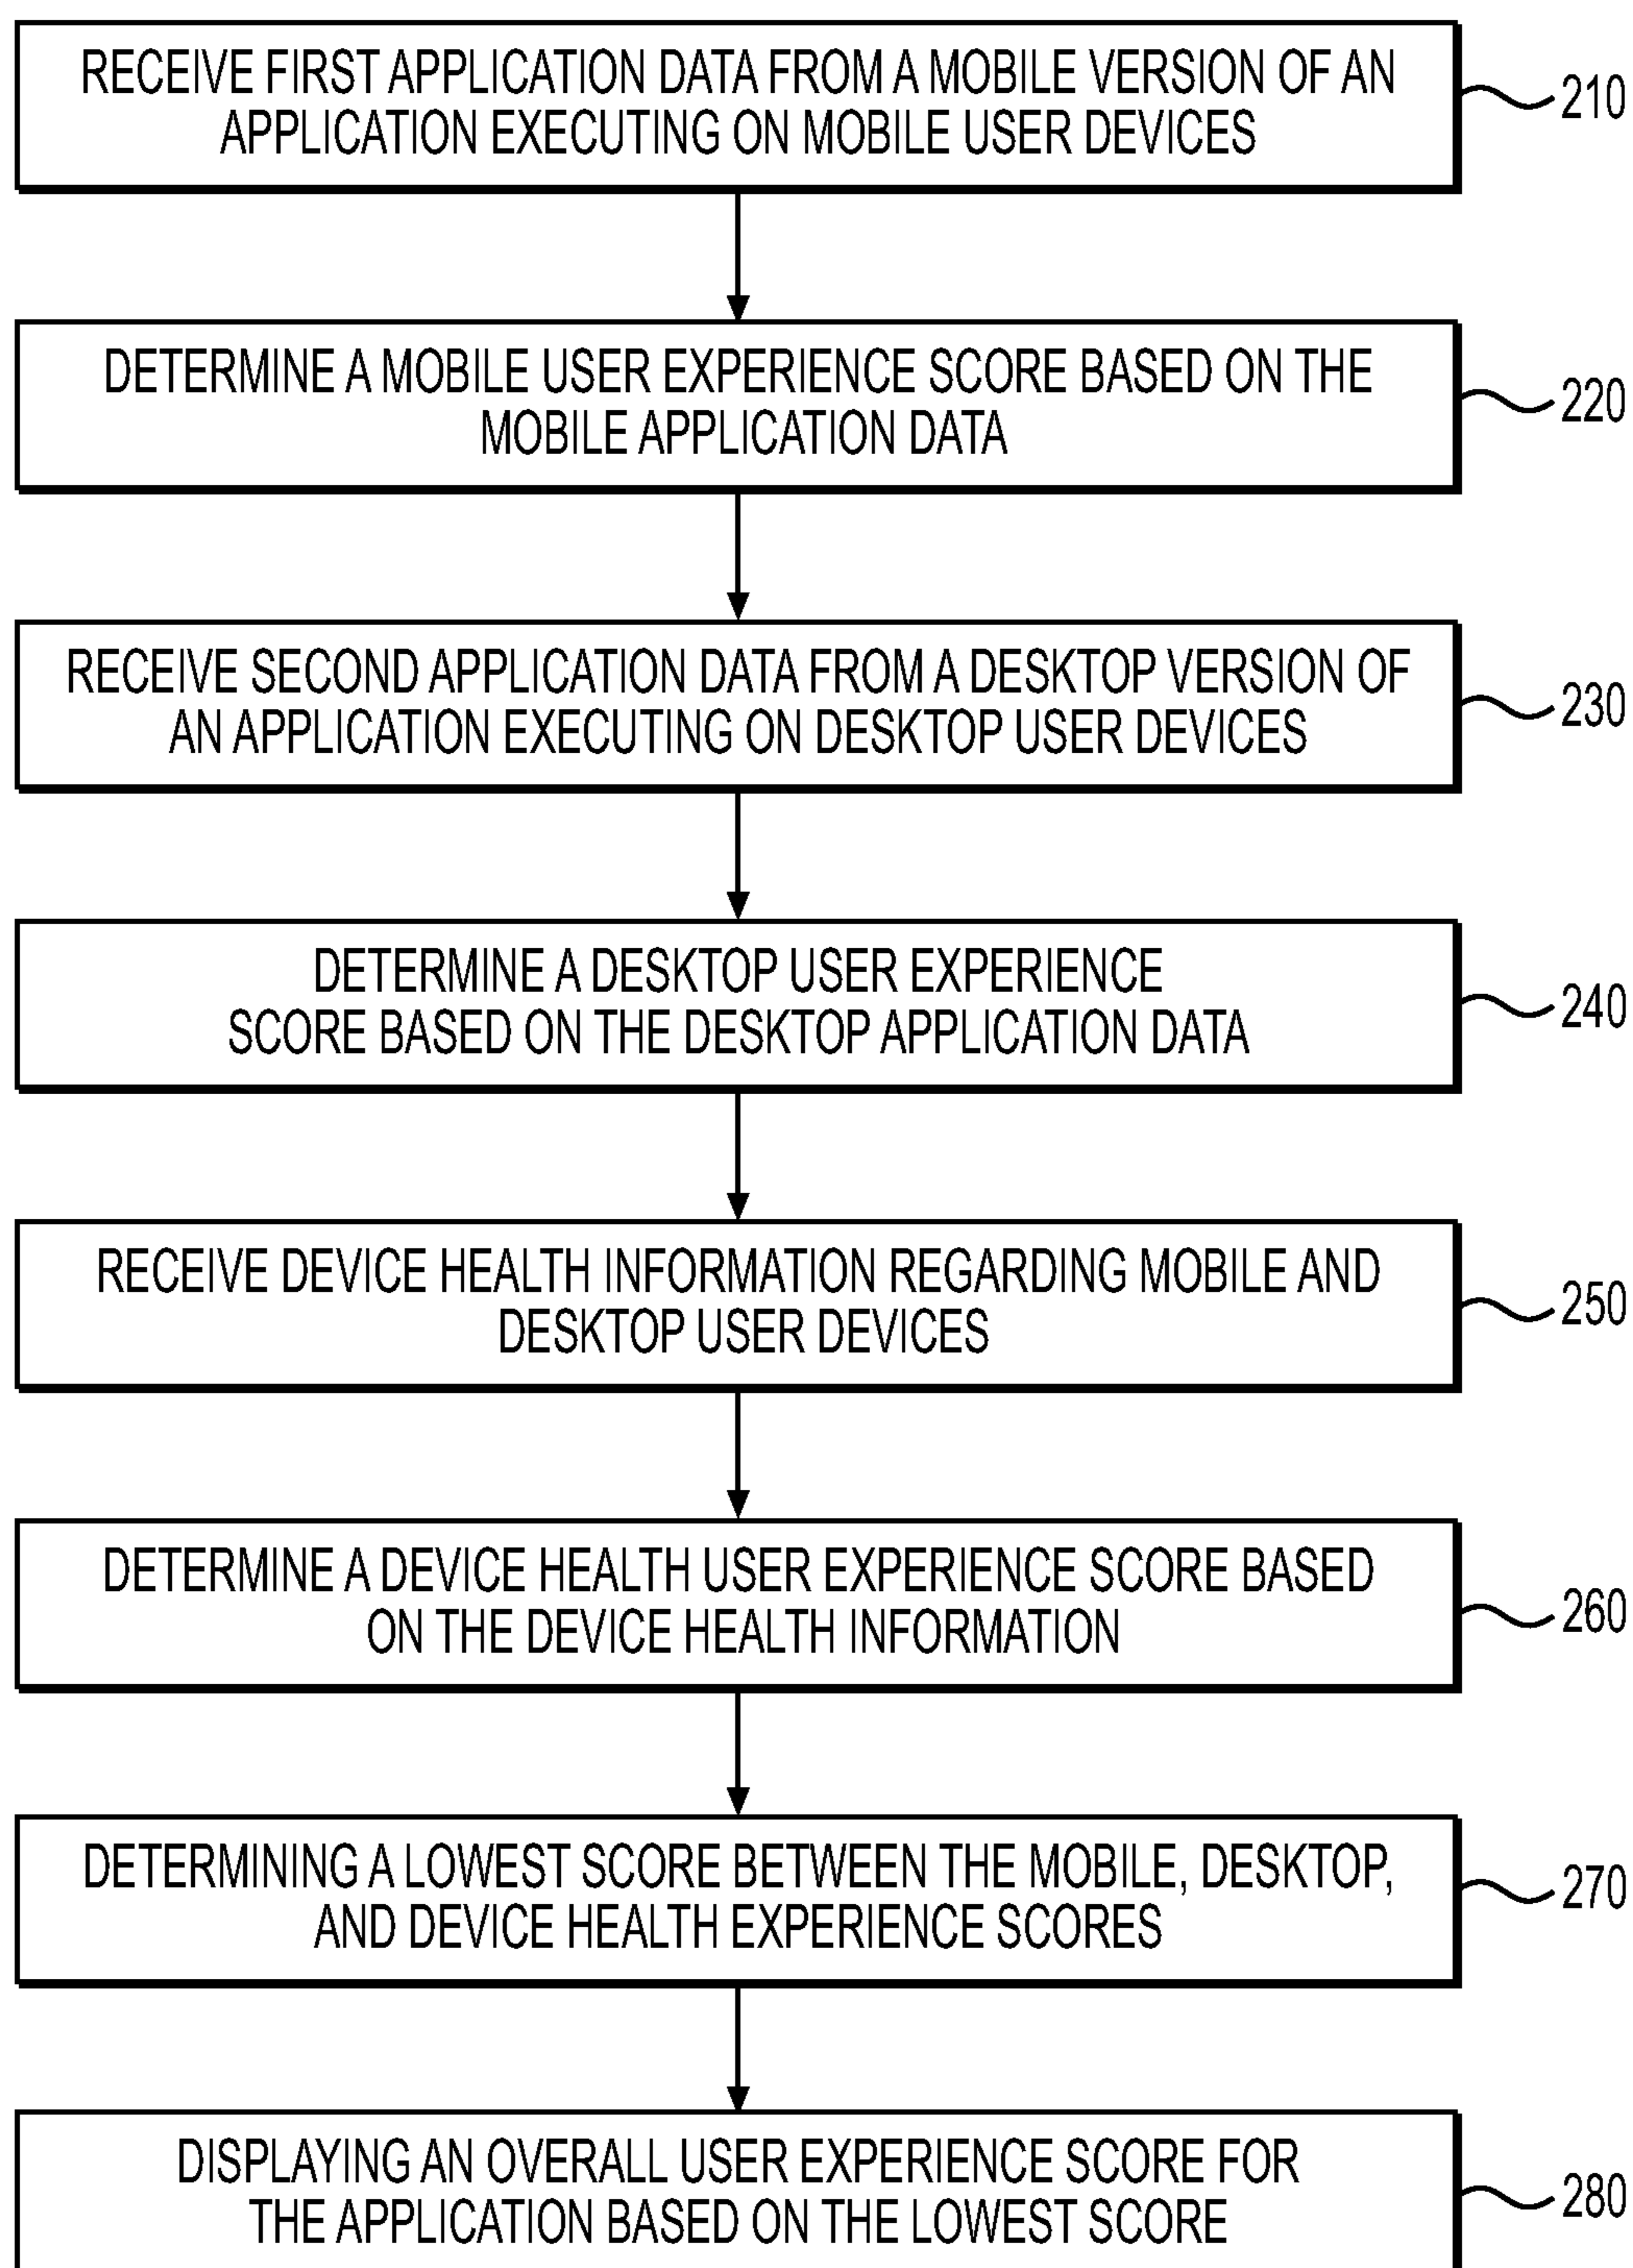 RECEIVE FIRST APPLICATION DATA FROM A MOBILE VERSION OF AN
APPLICATION EXECUTING ON MOBILE USER DEVICES
210
DETERMINE A MOBILE USER EXPERIENCE SCORE BASED ON THE
MOBILE APPLICATION DATA
220
RECEIVE SECOND APPLICATION DATA FROM A DESKTOP VERSION OF
AN APPLICATION EXECUTING ON DESKTOP USER DEVICES
230
DETERMINE A DESKTOP USER EXPERIENCE
SCORE BASED ON THE DESKTOP APPLICATION DATA
240
RECEIVE DEVICE HEALTH INFORMATION REGARDING MOBILE AND
DESKTOP USER DEVICES
250
DETERMINE A DEVICE HEALTH USER EXPERIENCE SCORE BASED
ON THE DEVICE HEALTH INFORMATION
260
DETERMINING A LOWEST SCORE BETWEEN THE MOBILE, DESKTOP,
AND DEVICE HEALTH EXPERIENCE SCORES
270
DISPLAYING AN OVERALL USER EXPERIENCE SCORE FOR
THE APPLICATION BASED ON THE LOWEST SCORE
280